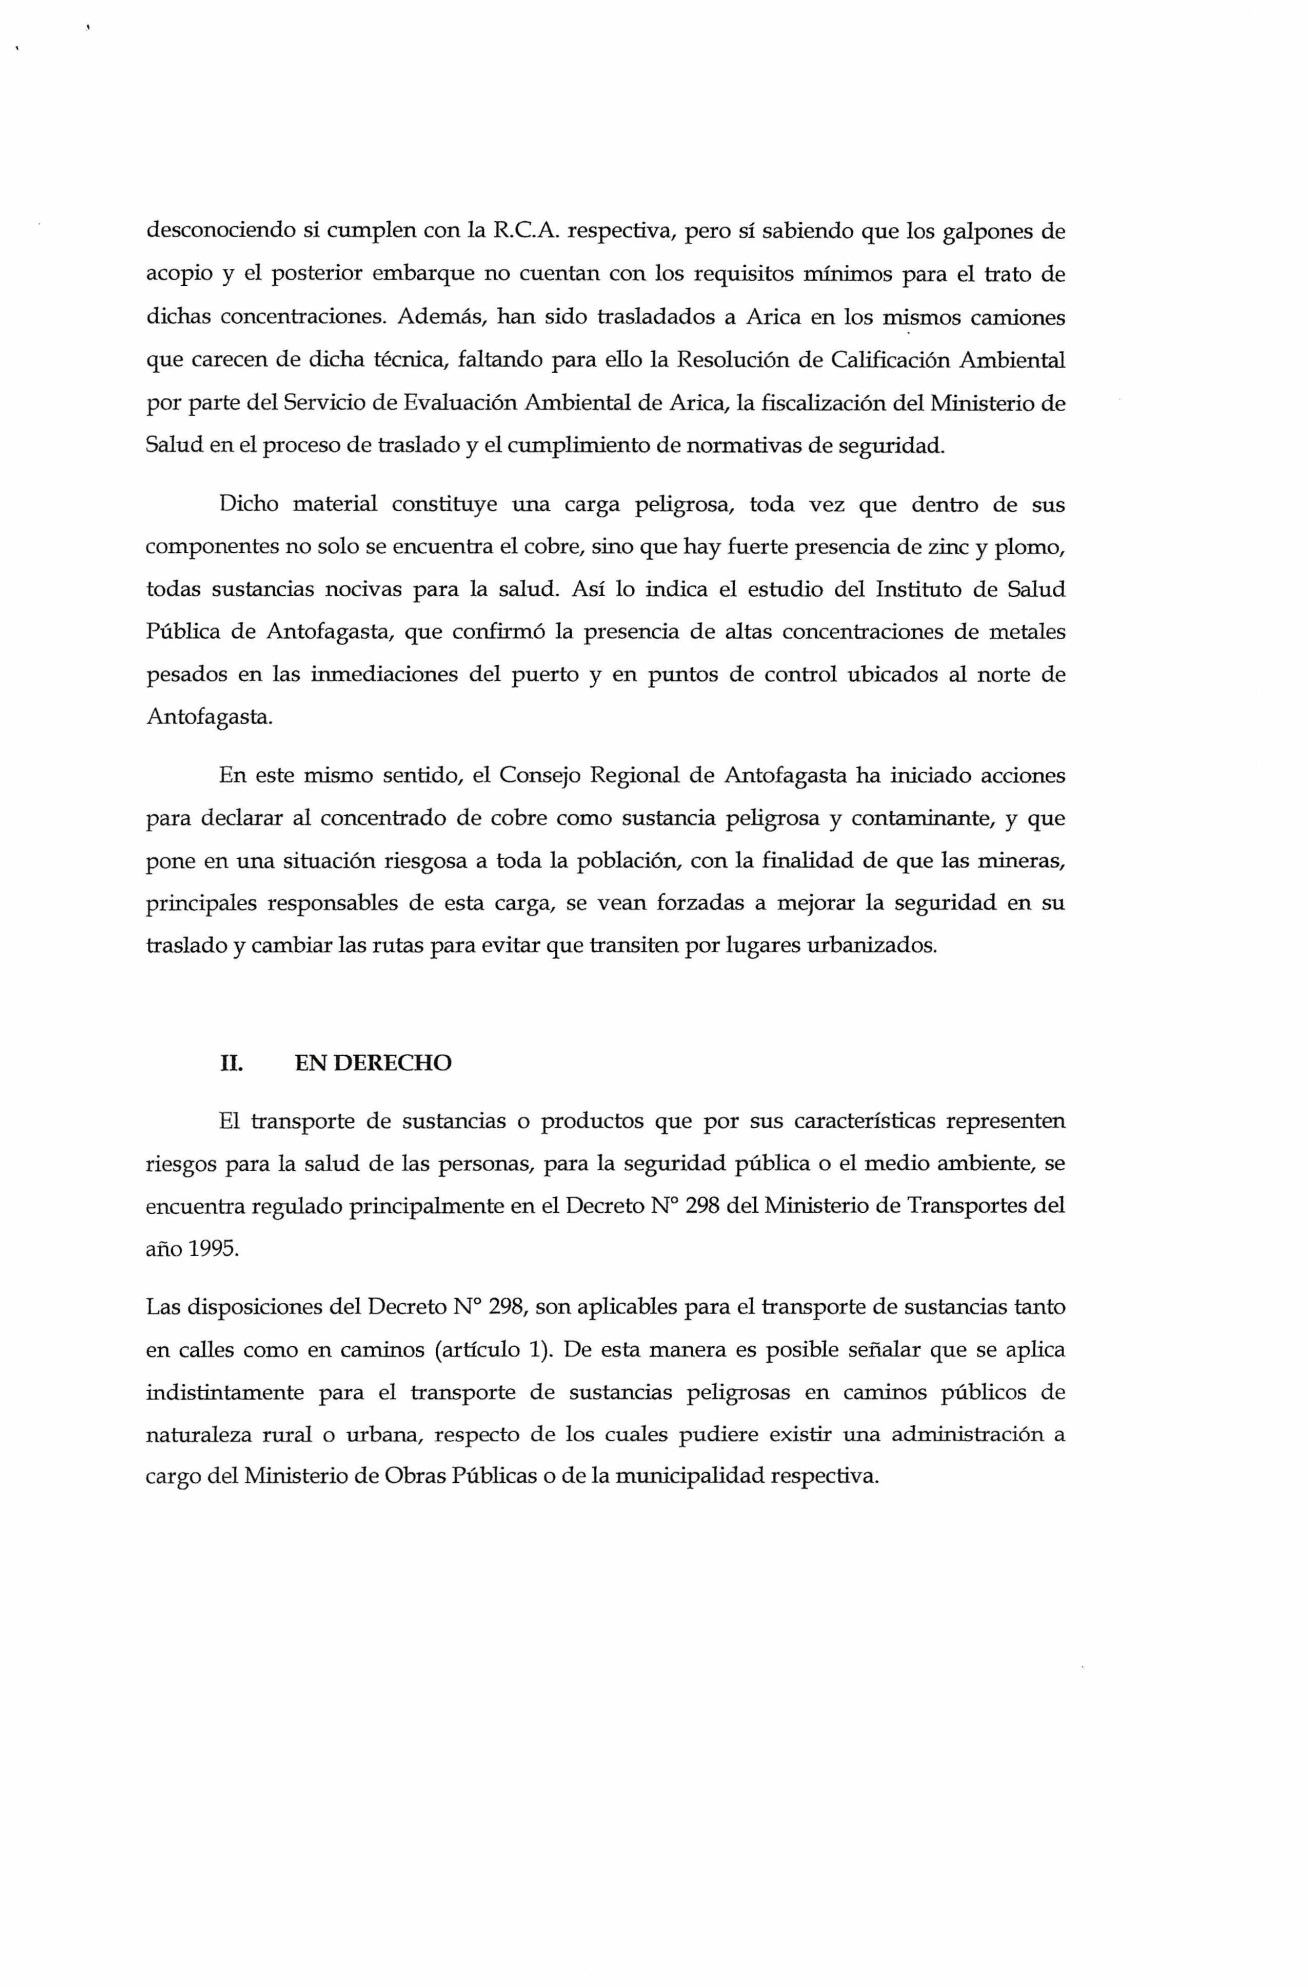 desconociendo si cumplen con la R.C.A. respectiva, pero sí sabiendo que los galpones de
acopio y el posterior embarque no cuentan con los requisitos mínimos para el trato de
dichas concentraciones. Además, han sido trasladados a Arica en los mismos camiones
que carecen de dicha técnica, faltando para ello la Resolución de Calificación Ambiental
por parte del Servicio de Evaluación Ambiental de Arica, la fiscalización del Ministerio de
Salud en el proceso de traslado y el cumplimiento de normativas de seguridad.
Dicho material constituye una carga peligrosa, toda vez que dentro de sus
componentes no solo se encuentra el cobre, sino que hay fuerte presencia de zinc y plomo,
todas sustancias nocivas para la salud. Así lo indica el estudio del Instituto de Salud
Pública de Antofagasta, que confirmó la presencia de altas concentraciones de metales
pesados en las inmediaciones del puerto y en puntos de control ubicados al norte de
Antofagasta.
En este mismo sentido, el Consejo Regional de Antofagasta ha iniciado acciones
para declarar al concentrado de cobre como sustancia peligrosa y contaminante, y que
pone en una situación riesgosa a toda la población, con la finalidad de que las mineras,
principales responsables de esta carga, se vean forzadas a mejorar la seguridad en su
traslado y cambiar las rutas para evitar que transiten por lugares urbanizados.
II. EN DERECHO
El transporte de sustancias o productos que por sus características representen
riesgos para la salud de las personas, para la seguridad pública o el medio ambiente, se
encuentra regulado principalmente en el Decreto N° 298 del Ministerio de Transportes del
año 1995.
Las disposiciones del Decreto N° 298, son aplicables para el transporte de sustancias tanto
en calles como en caminos (artículo 1). De esta manera es posible señalar que se aplica
indistintamente para el transporte de sustancias peligrosas en caminos públicos de
naturaleza rural o urbana, respecto de los cuales pudiere existir una administración a
cargo del Ministerio de Obras Públicas o de la municipalidad respectiva.